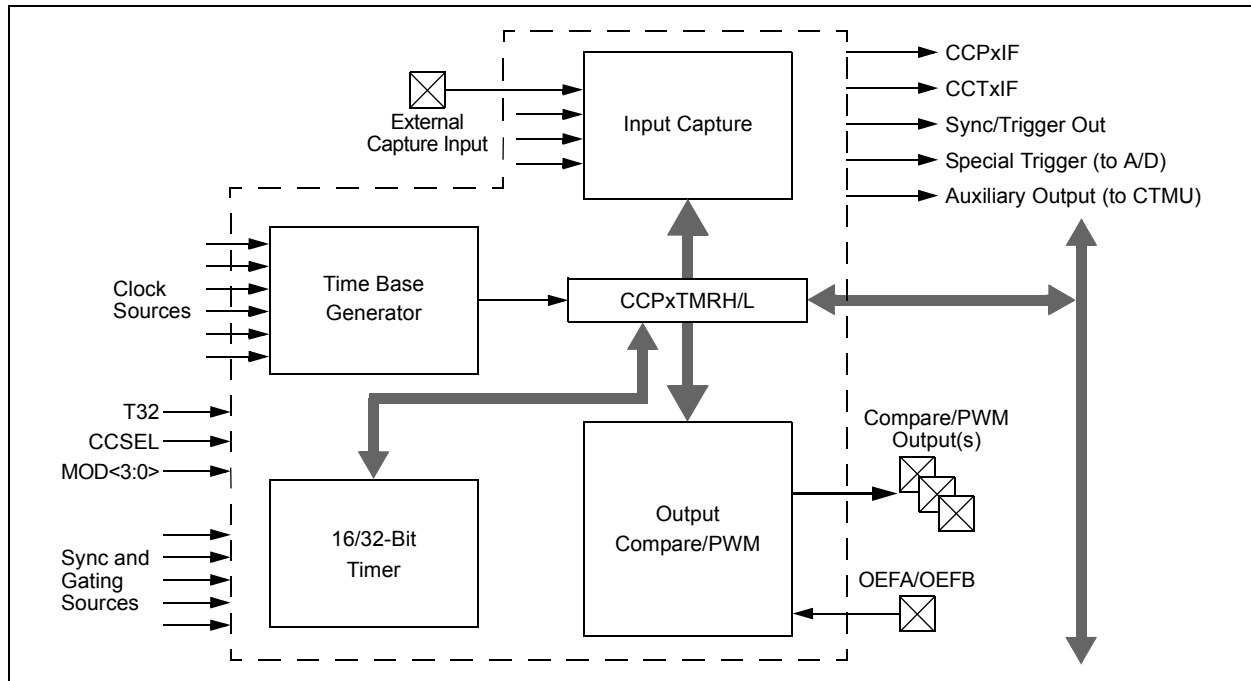 External
Capture Input
Input Capture
CCPxIF
CCTxIF
Sync/Trigger Out
Special Trigger (to A/D)
Auxiliary Output (to CTMU)
Clock
Sources
Time Base
Generator
CCPxTMRH/L
T32
CCSEL
MOD<3:0>
Sync and
Gating
Sources
16/32-Bit
Timer
Output
Compare/PWM
Compare/PWM
Output(s)
OEFA/OEFB